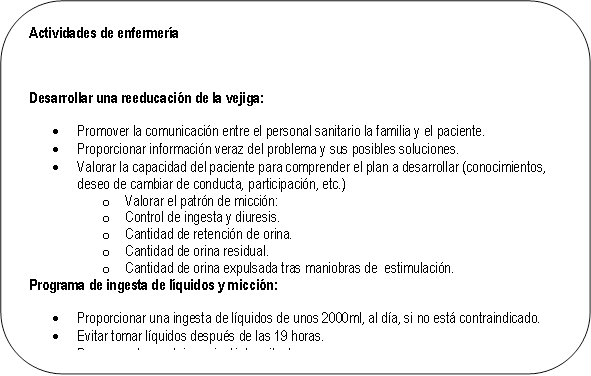 Actividades de enfermería
Desarrollar una reeducación de la vejiga:
• Promover la comunicación entre el personal sanitario la familia y el paciente.
• Proporcionar información veraz del problema y sus posibles soluciones.
• Valorar la capacidad del paciente para comprender el plan a desarrollar (conocimientos,
deseo de cambiar de conducta, participación, etc.)
o Valorar el patrón de micción:
o Control de ingesta y diuresis.
o Cantidad de retención de orina.
o Cantidad de orina residual.
o Cantidad de orina expulsada tras maniobras de estimulación.
Programa de ingesta de líquidos y micción:
• Proporcionar una ingesta de líquidos de unos 2000ml, al día, si no está contraindicado.
• Evitar tomar líquidos después de las 19 horas.